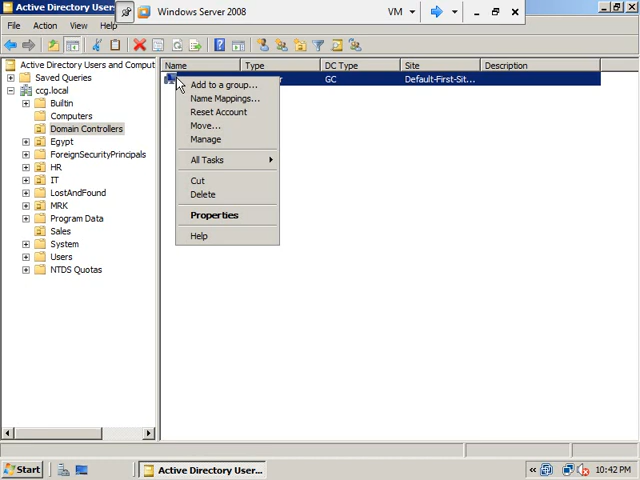 Active Directory Users and Comput
Windows Server 2008
VM
File
Action
View
Help
Active Directory Users and Comput
Saved Queries
ccg.local
Builtin
Computers
Domain Controllers
Egypt
ForeignSecurityPrincipals
HR
IT
LostAndFound
MRK
Program Data
Sales
System
Users
NTDS Quotas
Name
Type
DC Type
Site
Description
GC
Default-First-Sit...
Add to a group...
Name Mappings...
Reset Account
Move...
Manage
All Tasks
Cut
Delete
Properties
Help
Start
Active Directory User...
10:42 PM